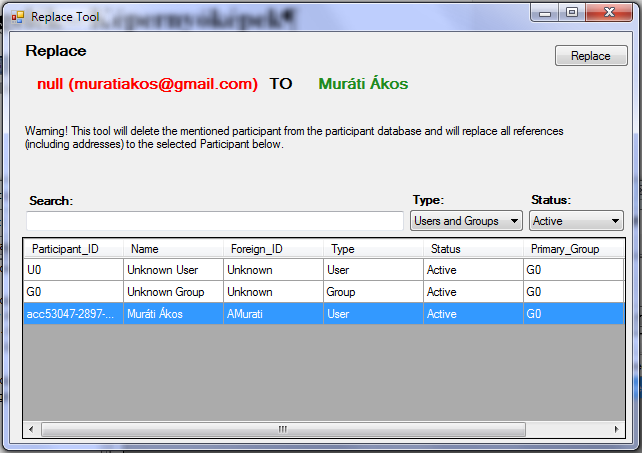 Replace Tool
Replace
Replace
null (muratiakos@gmail.com) TO Muráti Ákos
Warning! This tool will delete the mentioned participant from the participant database and will replace all references
(including addresses) to the selected Participant below.
Search: Type: Status:
Users and Groups Active
Participant_ID Name Foreign_ID Type Status Primary_Group
U0 Unknown User Unknown User Active G0
G0 Unknown Group Unknown Group Active G0
acc53047-2897-... Muráti Ákos AMurati User Active G0